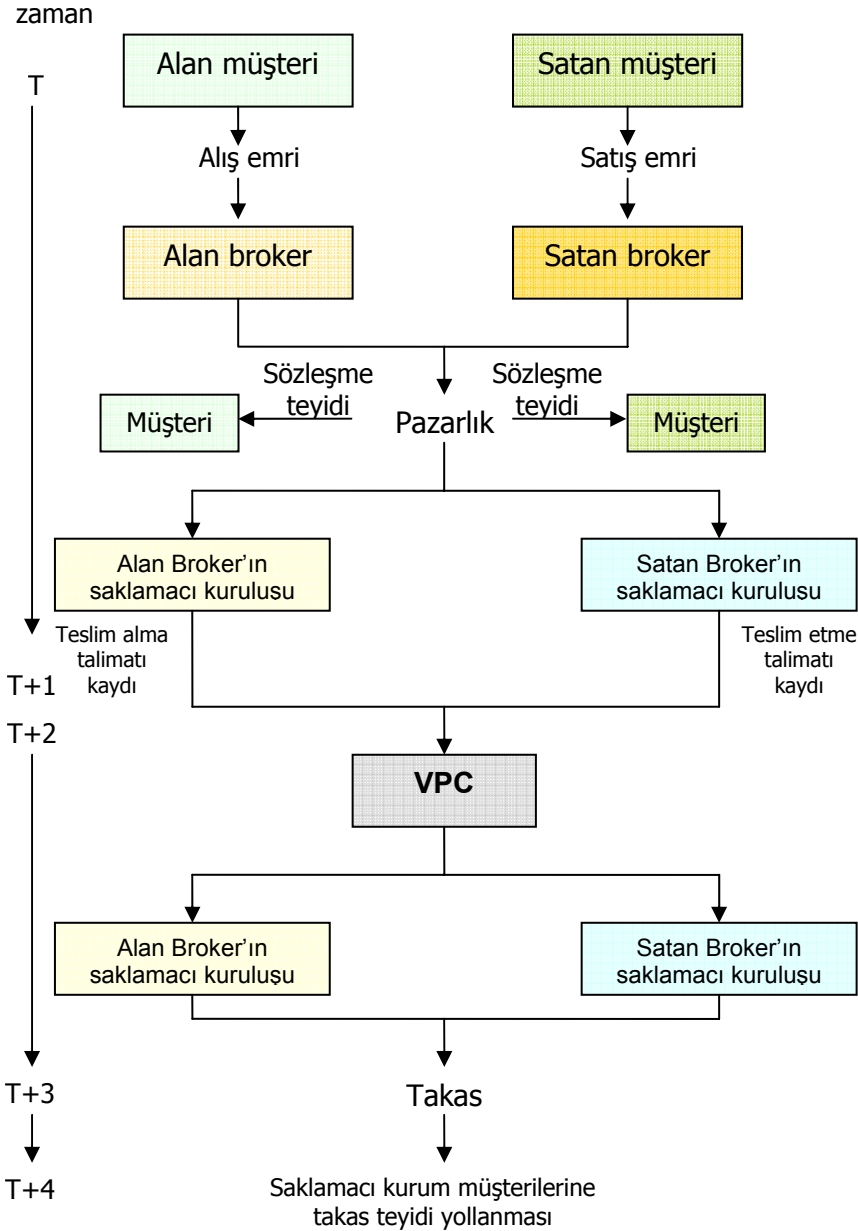 zaman
T
Alan müşteri
Satan müşteri
Alış emri
Satış emri
Alan broker
Satan broker
Sözleşme
teyidi
Sözleşme
teyidi
Müşteri
Pazarlık
Müşteri
Alan Broker’ın
saklamacı kuruluşu
Satan Broker’ın
saklamacı kuruluşu
Teslim alma
talimatı
kaydı
Teslim etme
talimatı
kaydı
T+1
T+2
VPC
Alan Broker’ın
saklamacı kuruluşu
Satan Broker’ın
saklamacı kuruluşu
T+3
Takas
T+4
Saklamacı kurum müşterilerine
takas teyidi yollanması